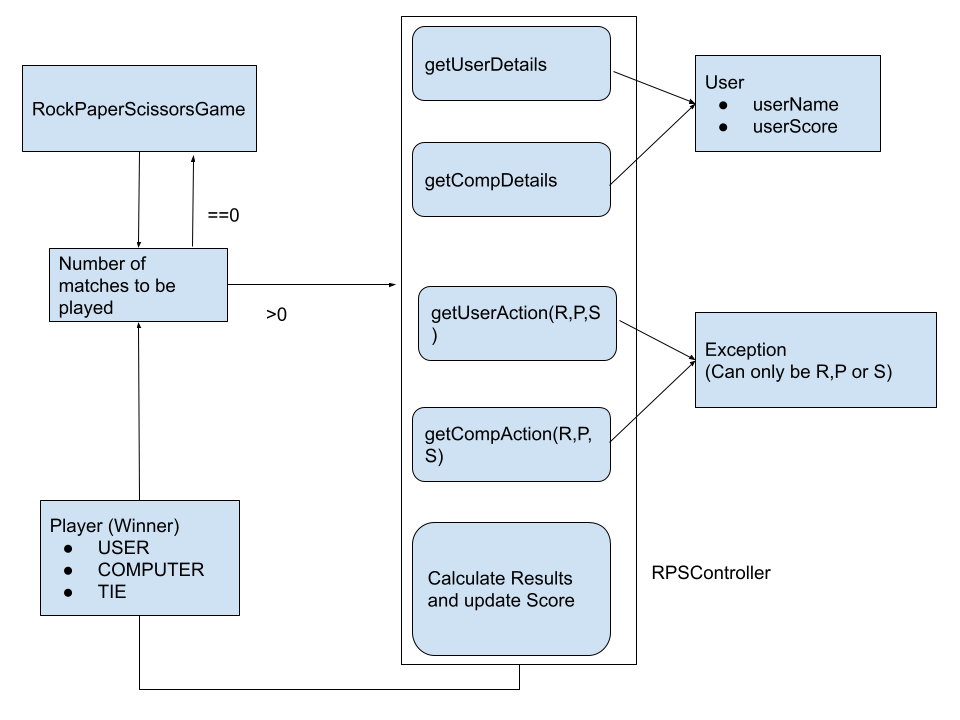 RockPaperScissorsGame
==0
Number of
matches to be
played
>0
Player (Winner)
● USER
● COMPUTER
● TIE
getUserDetails
getCompDetails
getUserAction(R,P,S
)
getCompAction(R,P,
S)
Calculate Results
and update Score
RPSController
User
● userName
● userScore
Exception
(Can only be R,P or S)